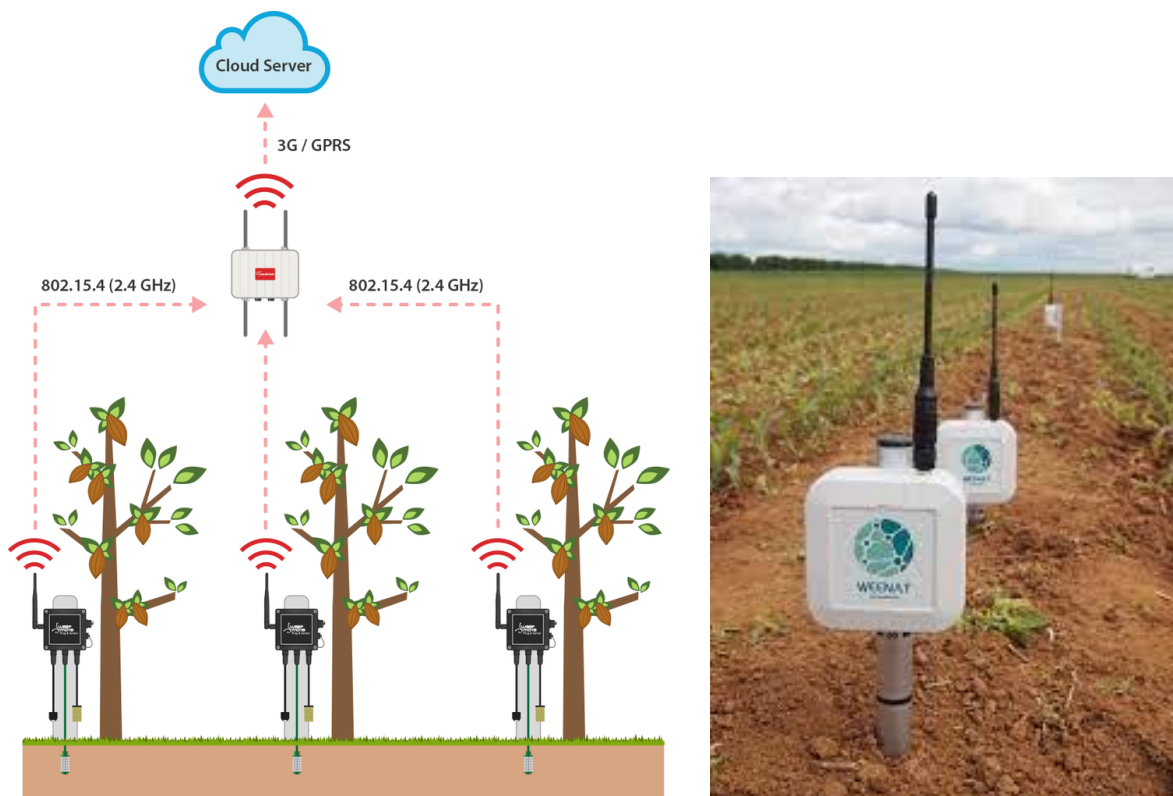 Cloud Server
3G / GPRS
802.15.4 (2.4 GHz)
802.15.4 (2.4 GHz)
WEENAT